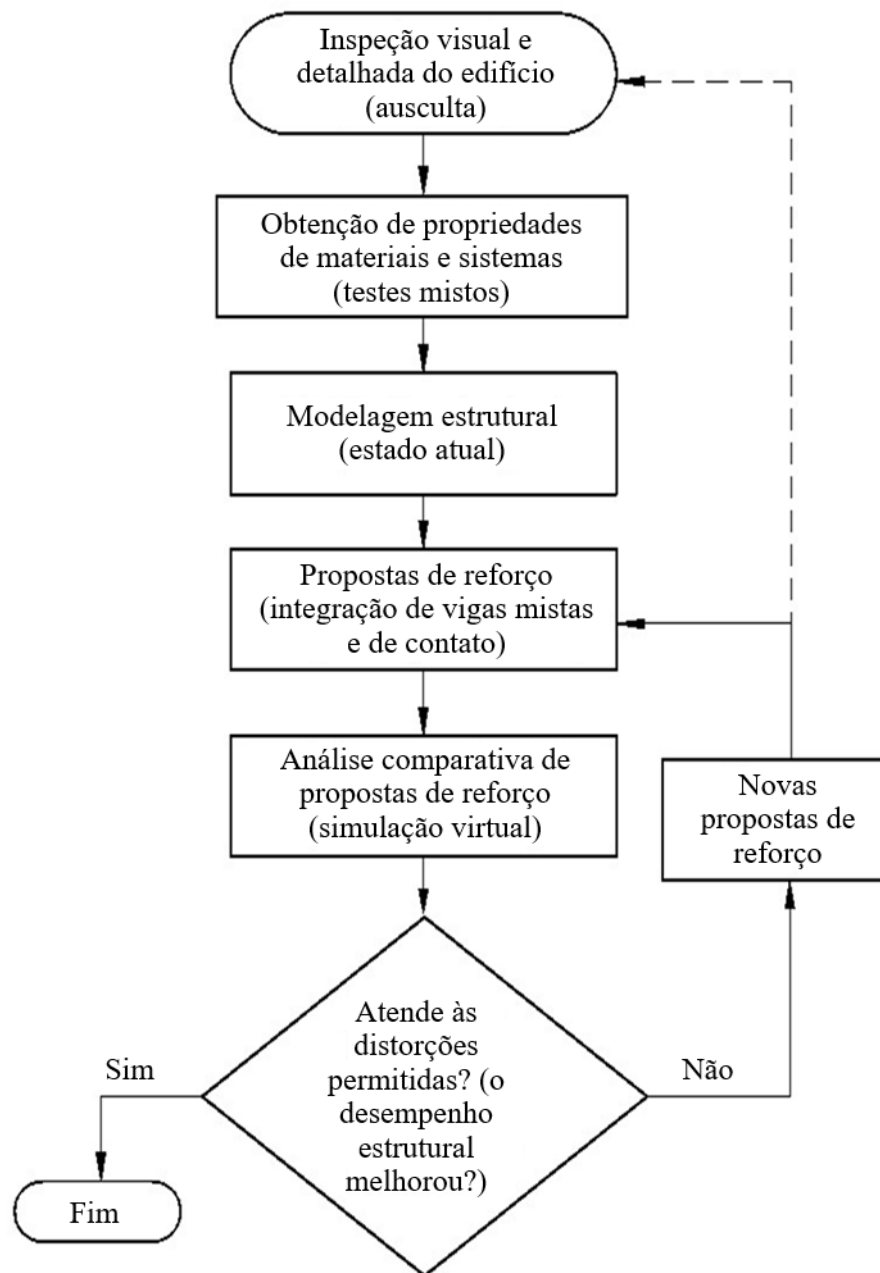 Inspeção visual e
detalhada do edifício
(ausculta)
Obtenção de propriedades
de materiais e sistemas
(testes mistos)
Modelagem estrutural
(estado atual)
Propostas de reforço
(integração de vigas mistas
e de contato)
Análise comparativa de
propostas de reforço
(simulação virtual)
Novas
propostas de
reforço
Atende às
distorções
permitidas? (o
desempenho
estrutural
melhorou?)
Sim
Não
Fim